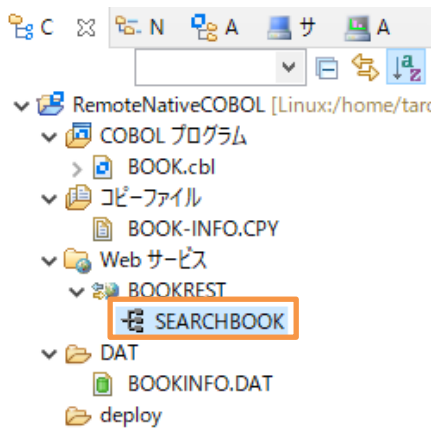 C N A サ A
RemoteNativeCOBOL [Linux:/home/tarc
COBOL プログラム
BOOK.cbl
コピーファイル
BOOK-INFO.CPY
Web サービス
BOOKREST
SEARCHBOOK
DAT
BOOKINFO.DAT
deploy